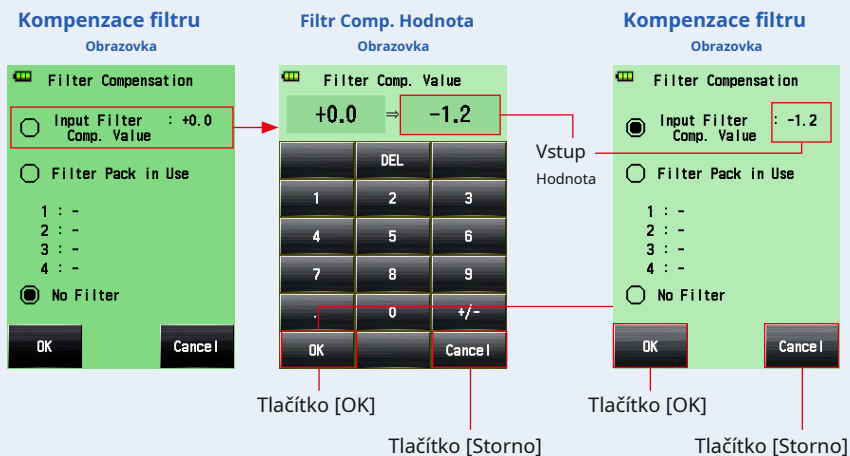 Kompenzace filtru
Obrazovka
Filter Compensation
Input Filter : +0.0
Comp. Value
Filter Pack in Use
1 : -
2 : -
3 : -
4 : -
No Filter
OK Cancel
Filtr Comp. Hodnota
Obrazovka
Filter Comp. Value
+0.0 ⇒ -1.2
DEL
1 2 3
4 5 6
7 8 9
. 0 +/-
OK Cancel
Tlačítko [OK]
Tlačítko [Storno]
Vstup
Hodnota
Kompenzace filtru
Obrazovka
Filter Compensation
Input Filter : -1.2
Comp. Value
Filter Pack in Use
1 : -
2 : -
3 : -
4 : -
No Filter
OK Cancel
Tlačítko [OK]
Tlačítko [Storno]